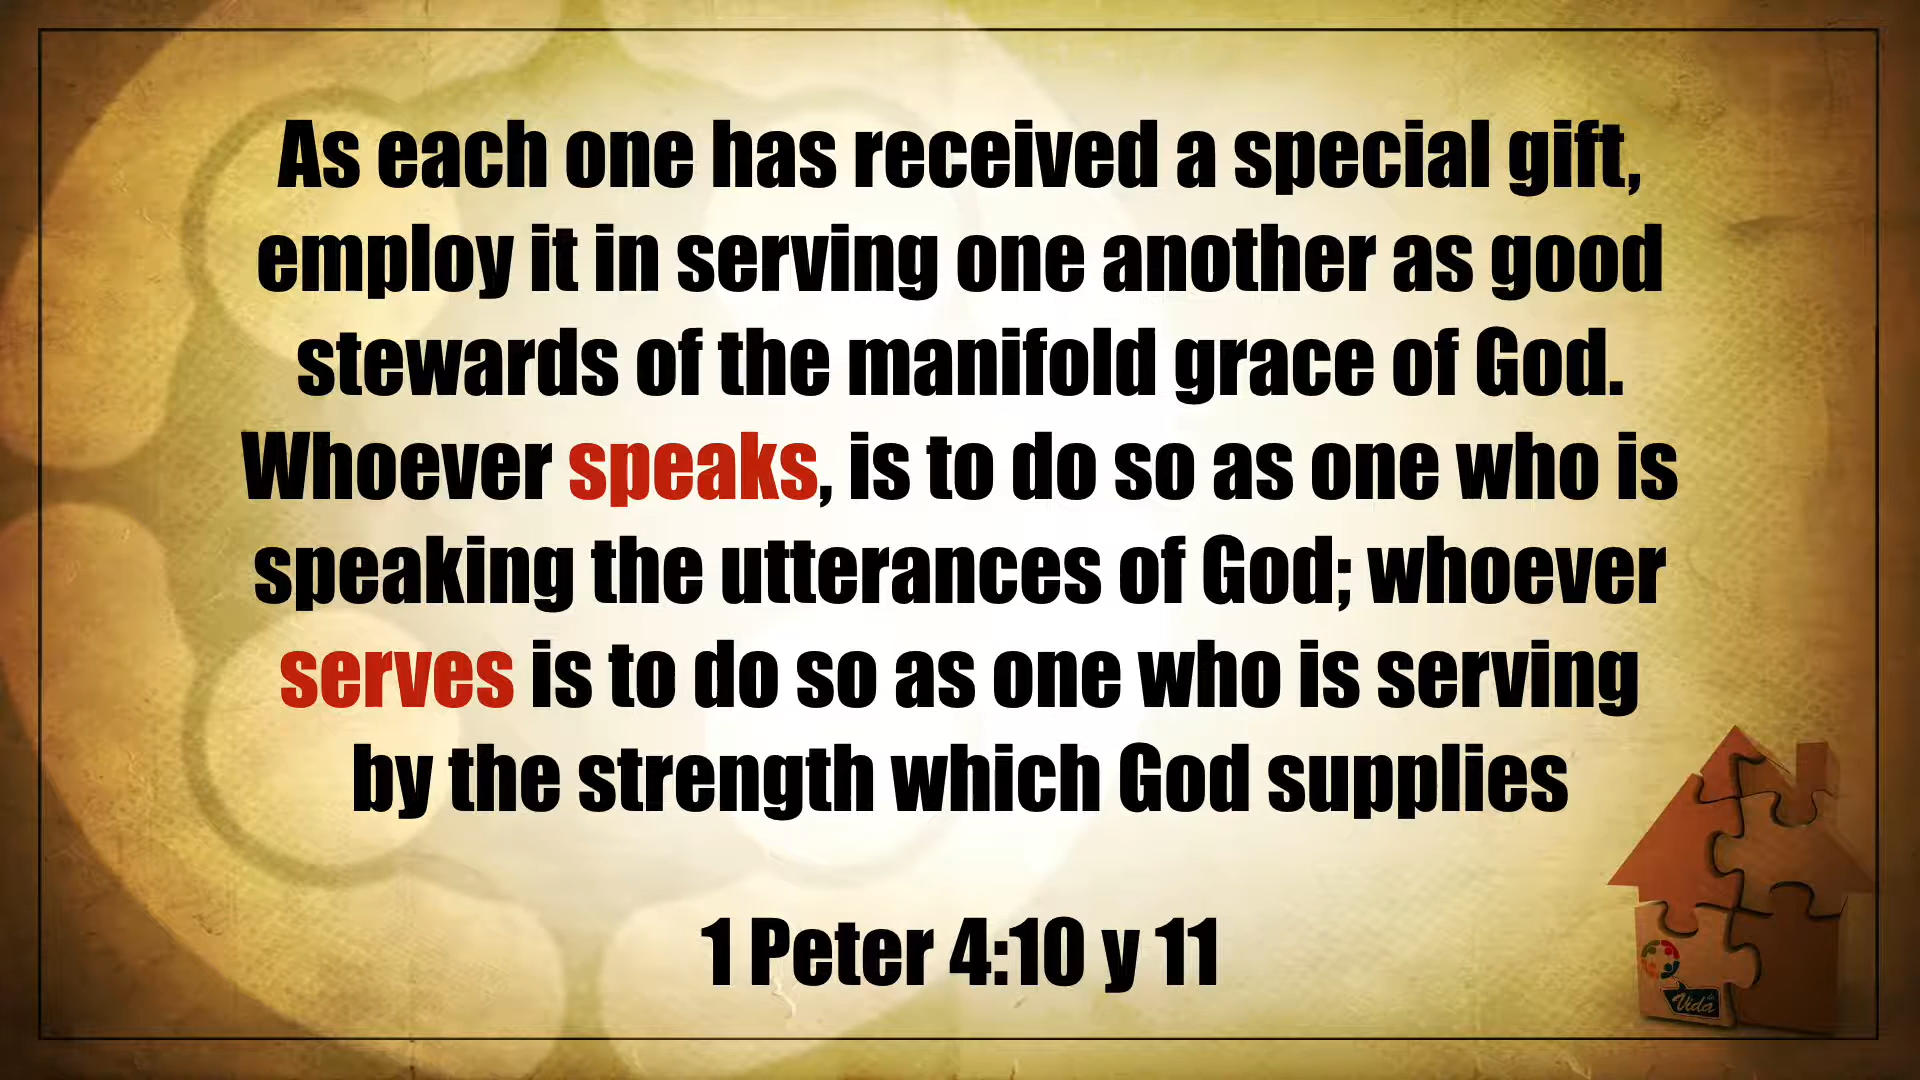 As each one has received a special gift,
employ it in serving one another as good
stewards of the manifold grace of God.
Whoever speaks, is to do so as one who is
speaking the utterances of God; whoever
serves is to do so as one who is serving
by the strength which God supplies
1 Peter 4:10 y 11
Vida